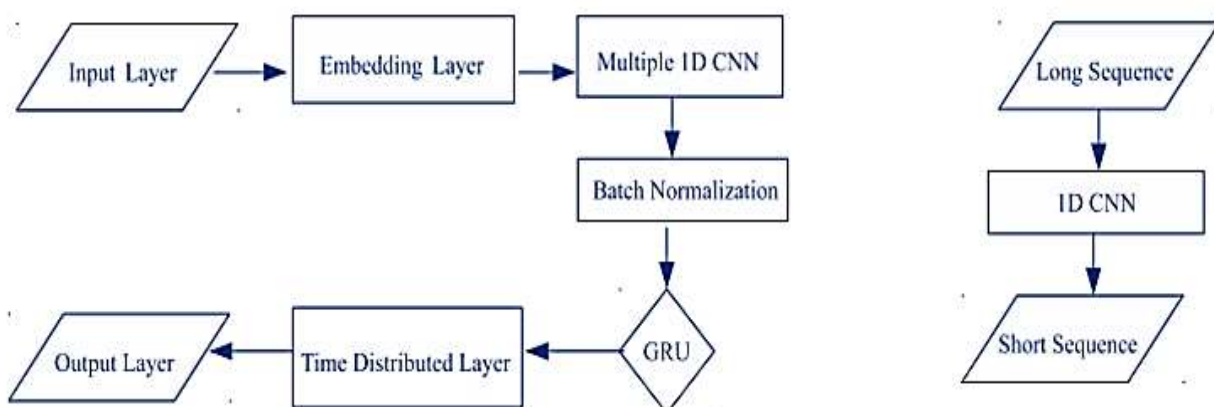 Input Layer
Embedding Layer
Multiple 1D CNN
Batch Normalization
GRU
Time Distributed Layer
Output Layer
Long Sequence
1D CNN
Short Sequence